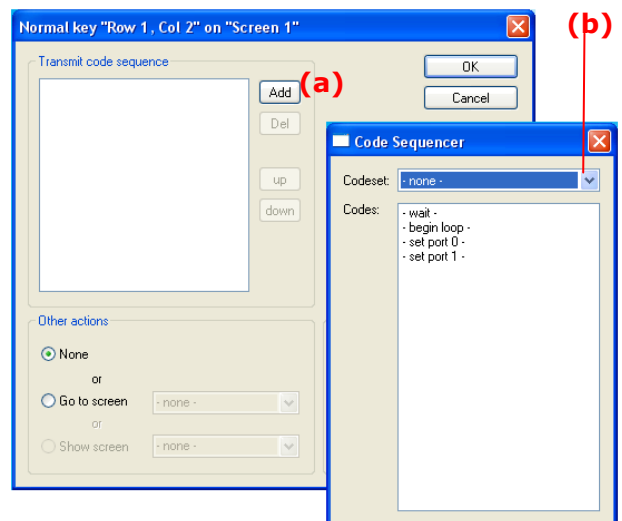 Normal key "Row 1, Col 2" on "Screen 1"
(b)
Transmit code sequence
OK
Add
(a)
Cancel
Del
Code Sequencer
up
Codeset:
- none -
down
Codes:
- wait -
- begin loop -
- set port 0 -
- set port 1 -
Other actions
None
or
Go to screen
- none -
or
Show screen
- none -